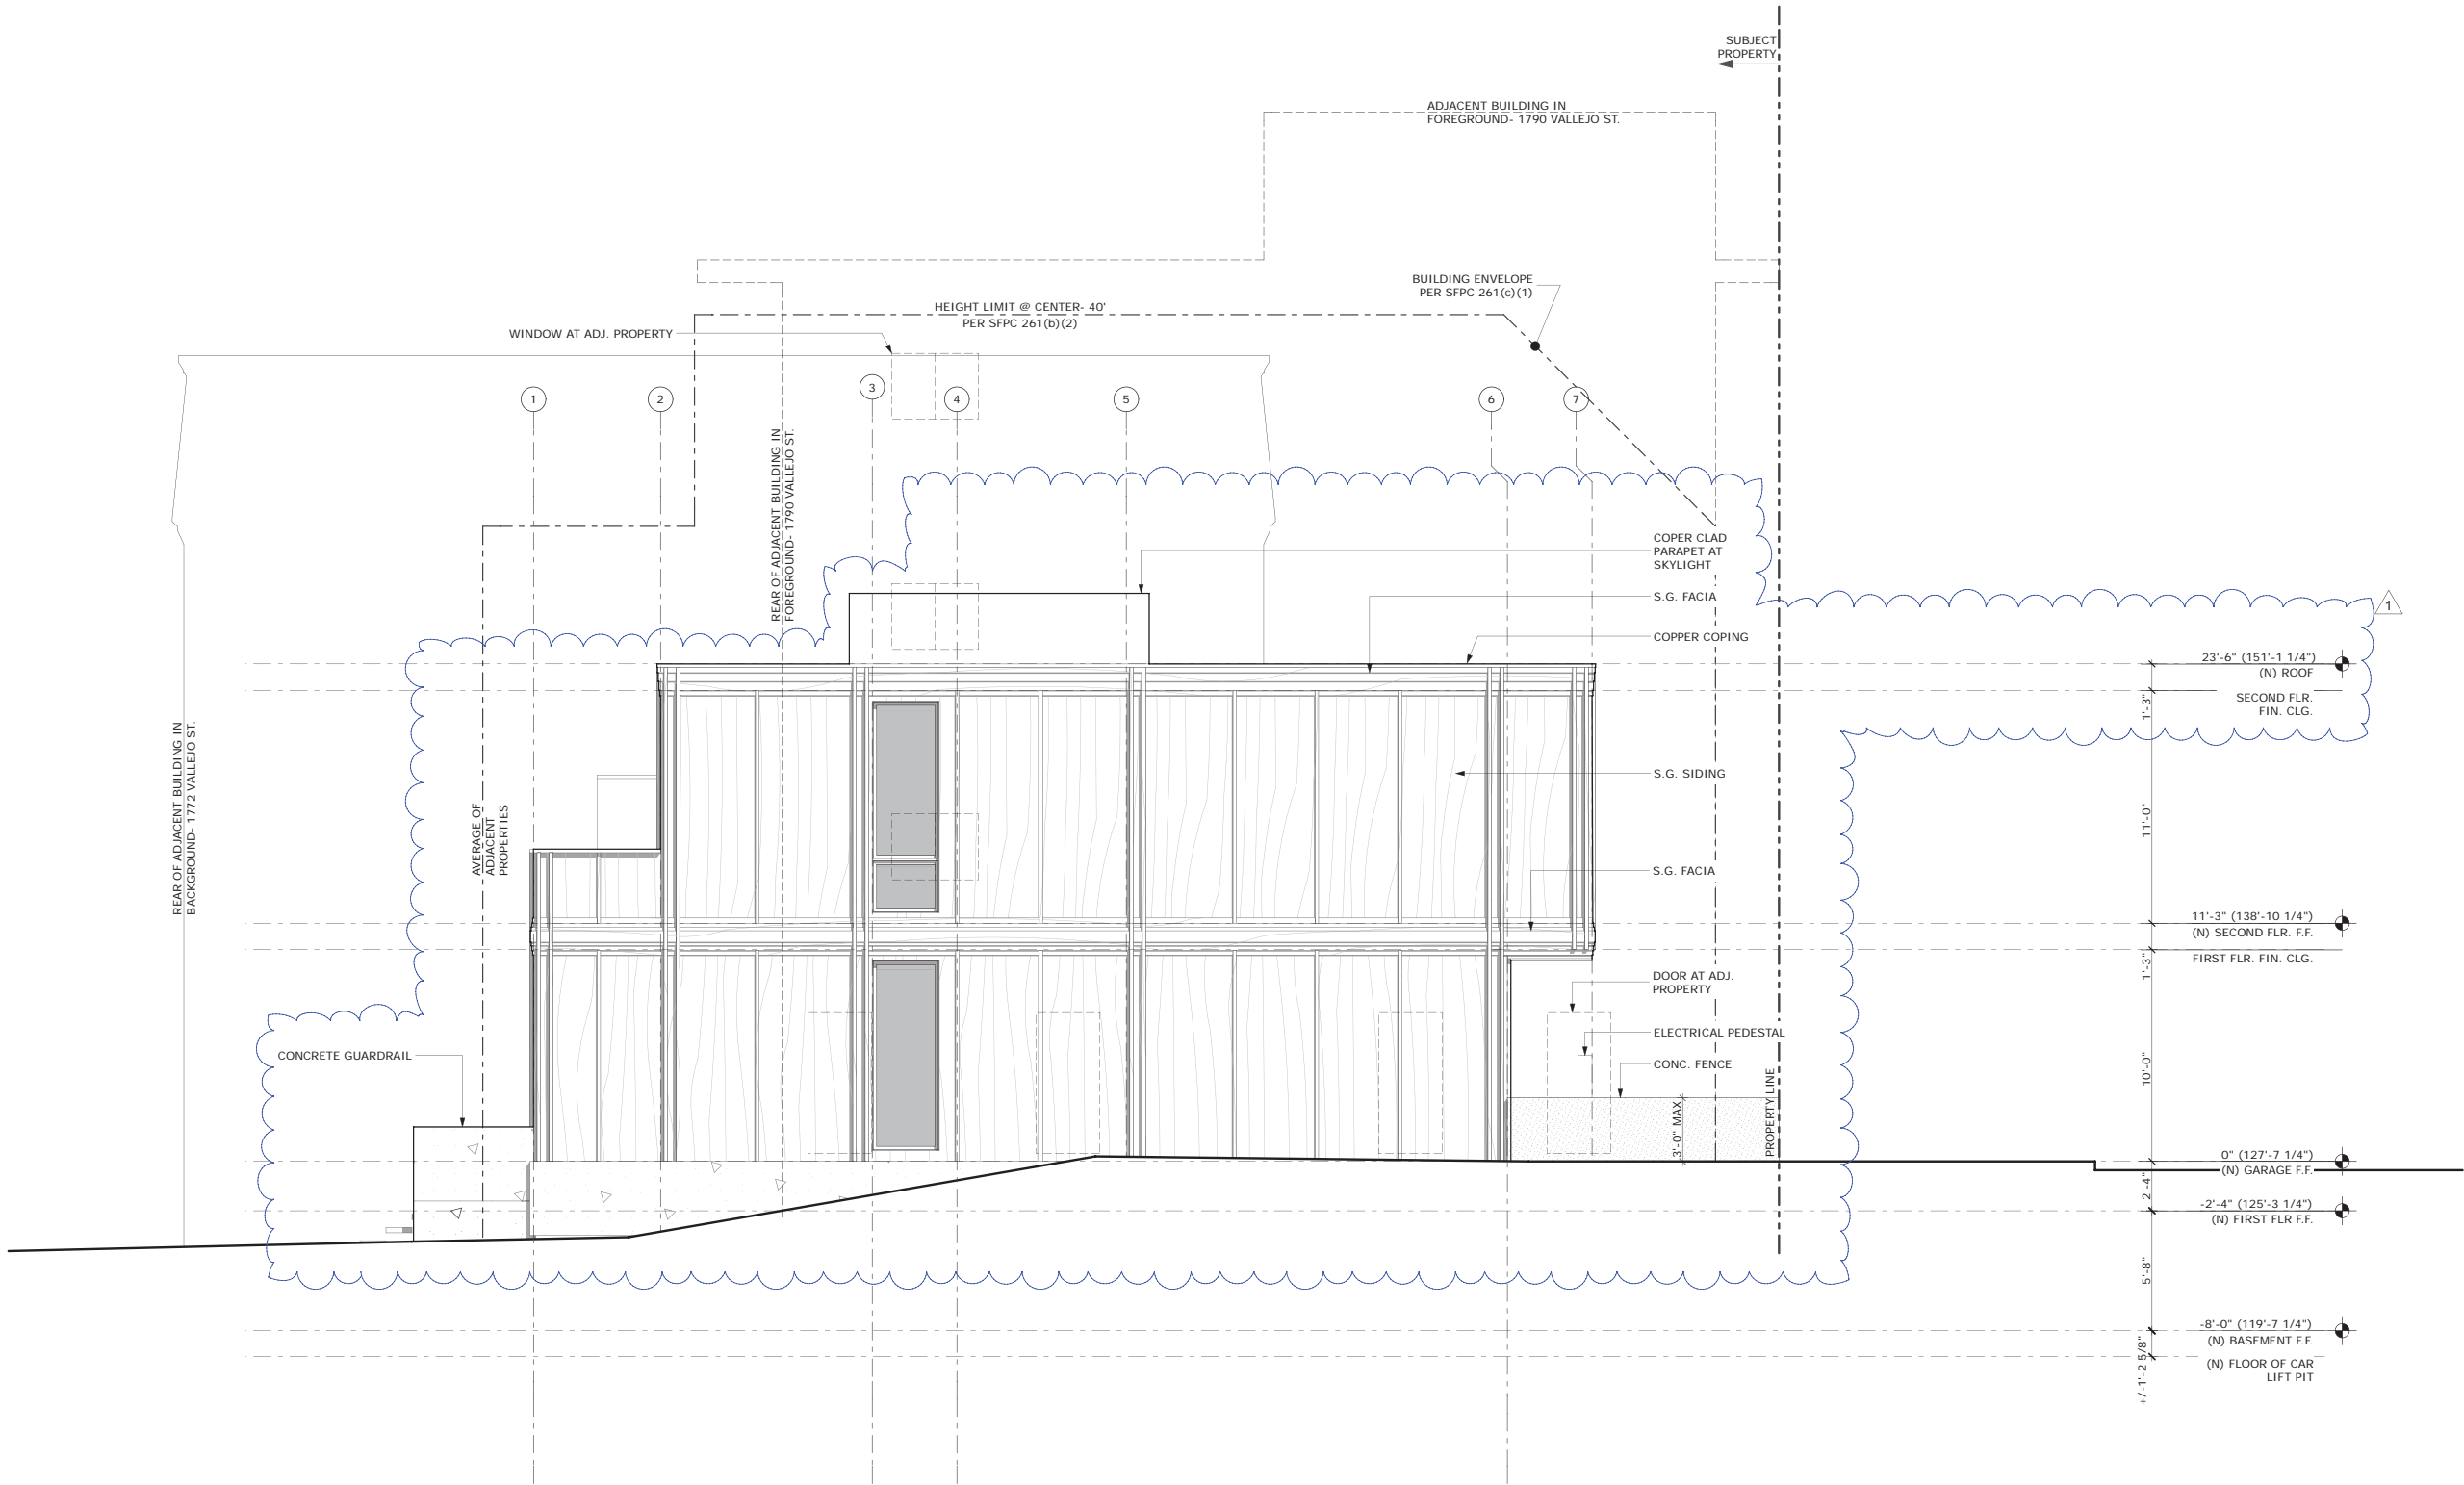 SUBJECT
PROPERTY
ADJACENT BUILDING IN
FOREGROUND- 1790 VALLEJO ST.
BUILDING ENVELOPE
PER SFPC 261(c)(1)
HEIGHT LIMIT @ CENTER- 40'
PER SFPC 261(b)(2)
WINDOW AT ADJ. PROPERTY
1
2
3
4
5
6
7
REAR OF ADJACENT BUILDING IN
FOREGROUND- 1790 VALLEJO ST.
COPER CLAD
PARAPET AT
SKYLIGHT
S.G. FACIA
COPPER COPING
1
23'-6" (151'-1 1/4")
(N) ROOF
SECOND FLR.
FIN. CLG.
1'-3"
REAR OF ADJACENT BUILDING IN
BACKGROUND- 1772 VALLEJO ST.
AVERAGE OF
ADJACENT
PROPERTIES
S.G. SIDING
11'-0"
S.G. FACIA
11'-3" (138'-10 1/4")
(N) SECOND FLR. F.F.
FIRST FLR. FIN. CLG.
1'-3"
DOOR AT ADJ.
PROPERTY
ELECTRICAL PEDESTAL
CONC. FENCE
CONCRETE GUARDRAIL
3'-0" MAX
PROPERTY LINE
10'-0"
0" (127'-7 1/4")
(N) GARAGE F.F.
2'-4"
-2'-4" (125'-3 1/4")
(N) FIRST FLR F.F.
5'-8"
-8'-0" (119'-7 1/4")
(N) BASEMENT F.F.
+/-1'-2 5/8"
(N) FLOOR OF CAR
LIFT PIT